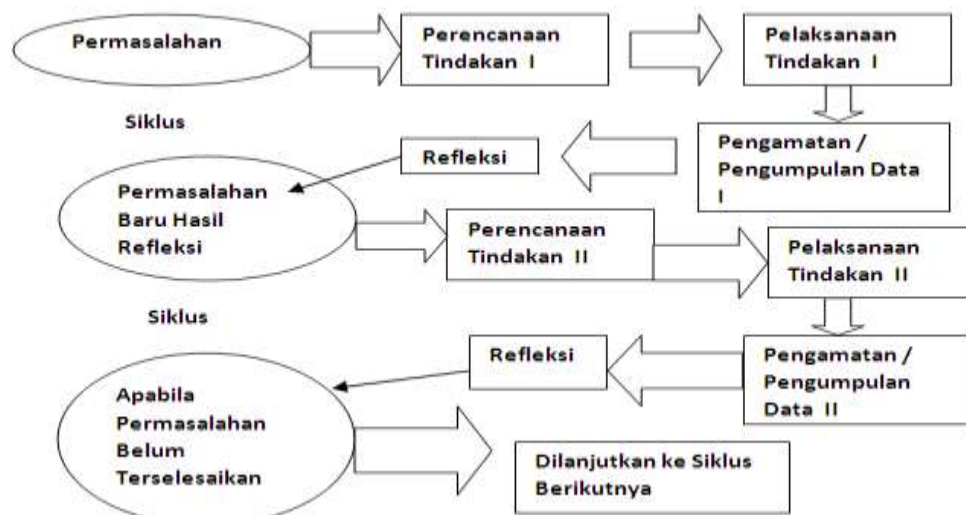 Permasalahan
Perencanaan
Tindakan I
Pelaksanaan
Tindakan I
Siklus
Pengamatan /
Pengumpulan Data
I
Refleksi
Permasalahan
Baru Hasil
Refleksi
Perencanaan
Tindakan II
Pelaksanaan
Tindakan II
Siklus
Pengamatan /
Pengumpulan
Data II
Refleksi
Apabila
Permasalahan
Belum
Terselesaikan
Dilanjutkan ke Siklus
Berikutnya